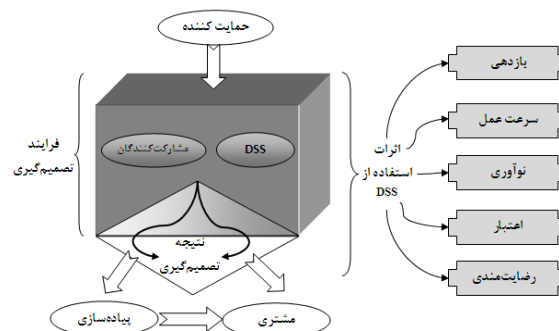 حمایت کننده
فرایند
تصمیم‌گیری
مشارکت‌کنندگان
DSS
نتیجه
تصمیم‌گیری
پیاده‌سازی
مشتری
اثرات
استفاده از
DSS
بازدهی
سرعت عمل
نوآوری
اعتبار
رضایت‌مندی